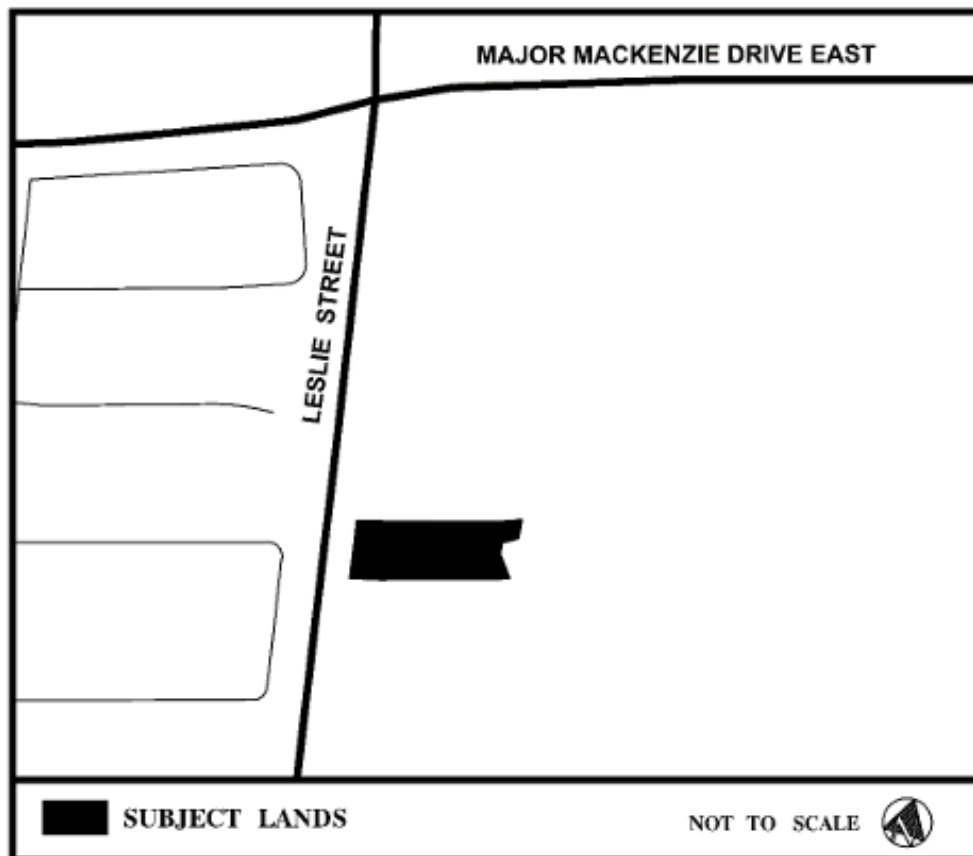 MAJOR MACKENZIE DRIVE EAST
LESLIE STREET
SUBJECT LANDS
NOT TO SCALE